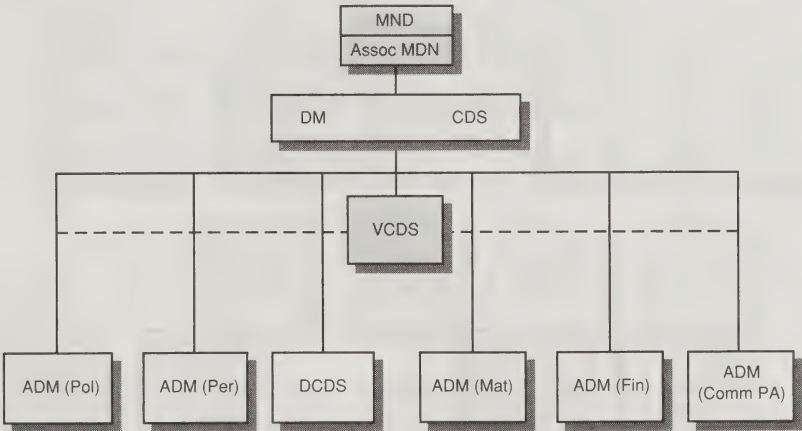 MND
Assoc MDN
DM CDS
VCDS
ADM (Pol)
ADM (Per)
DCDS
ADM (Mat)
ADM (Fin)
ADM
(Comm PA)